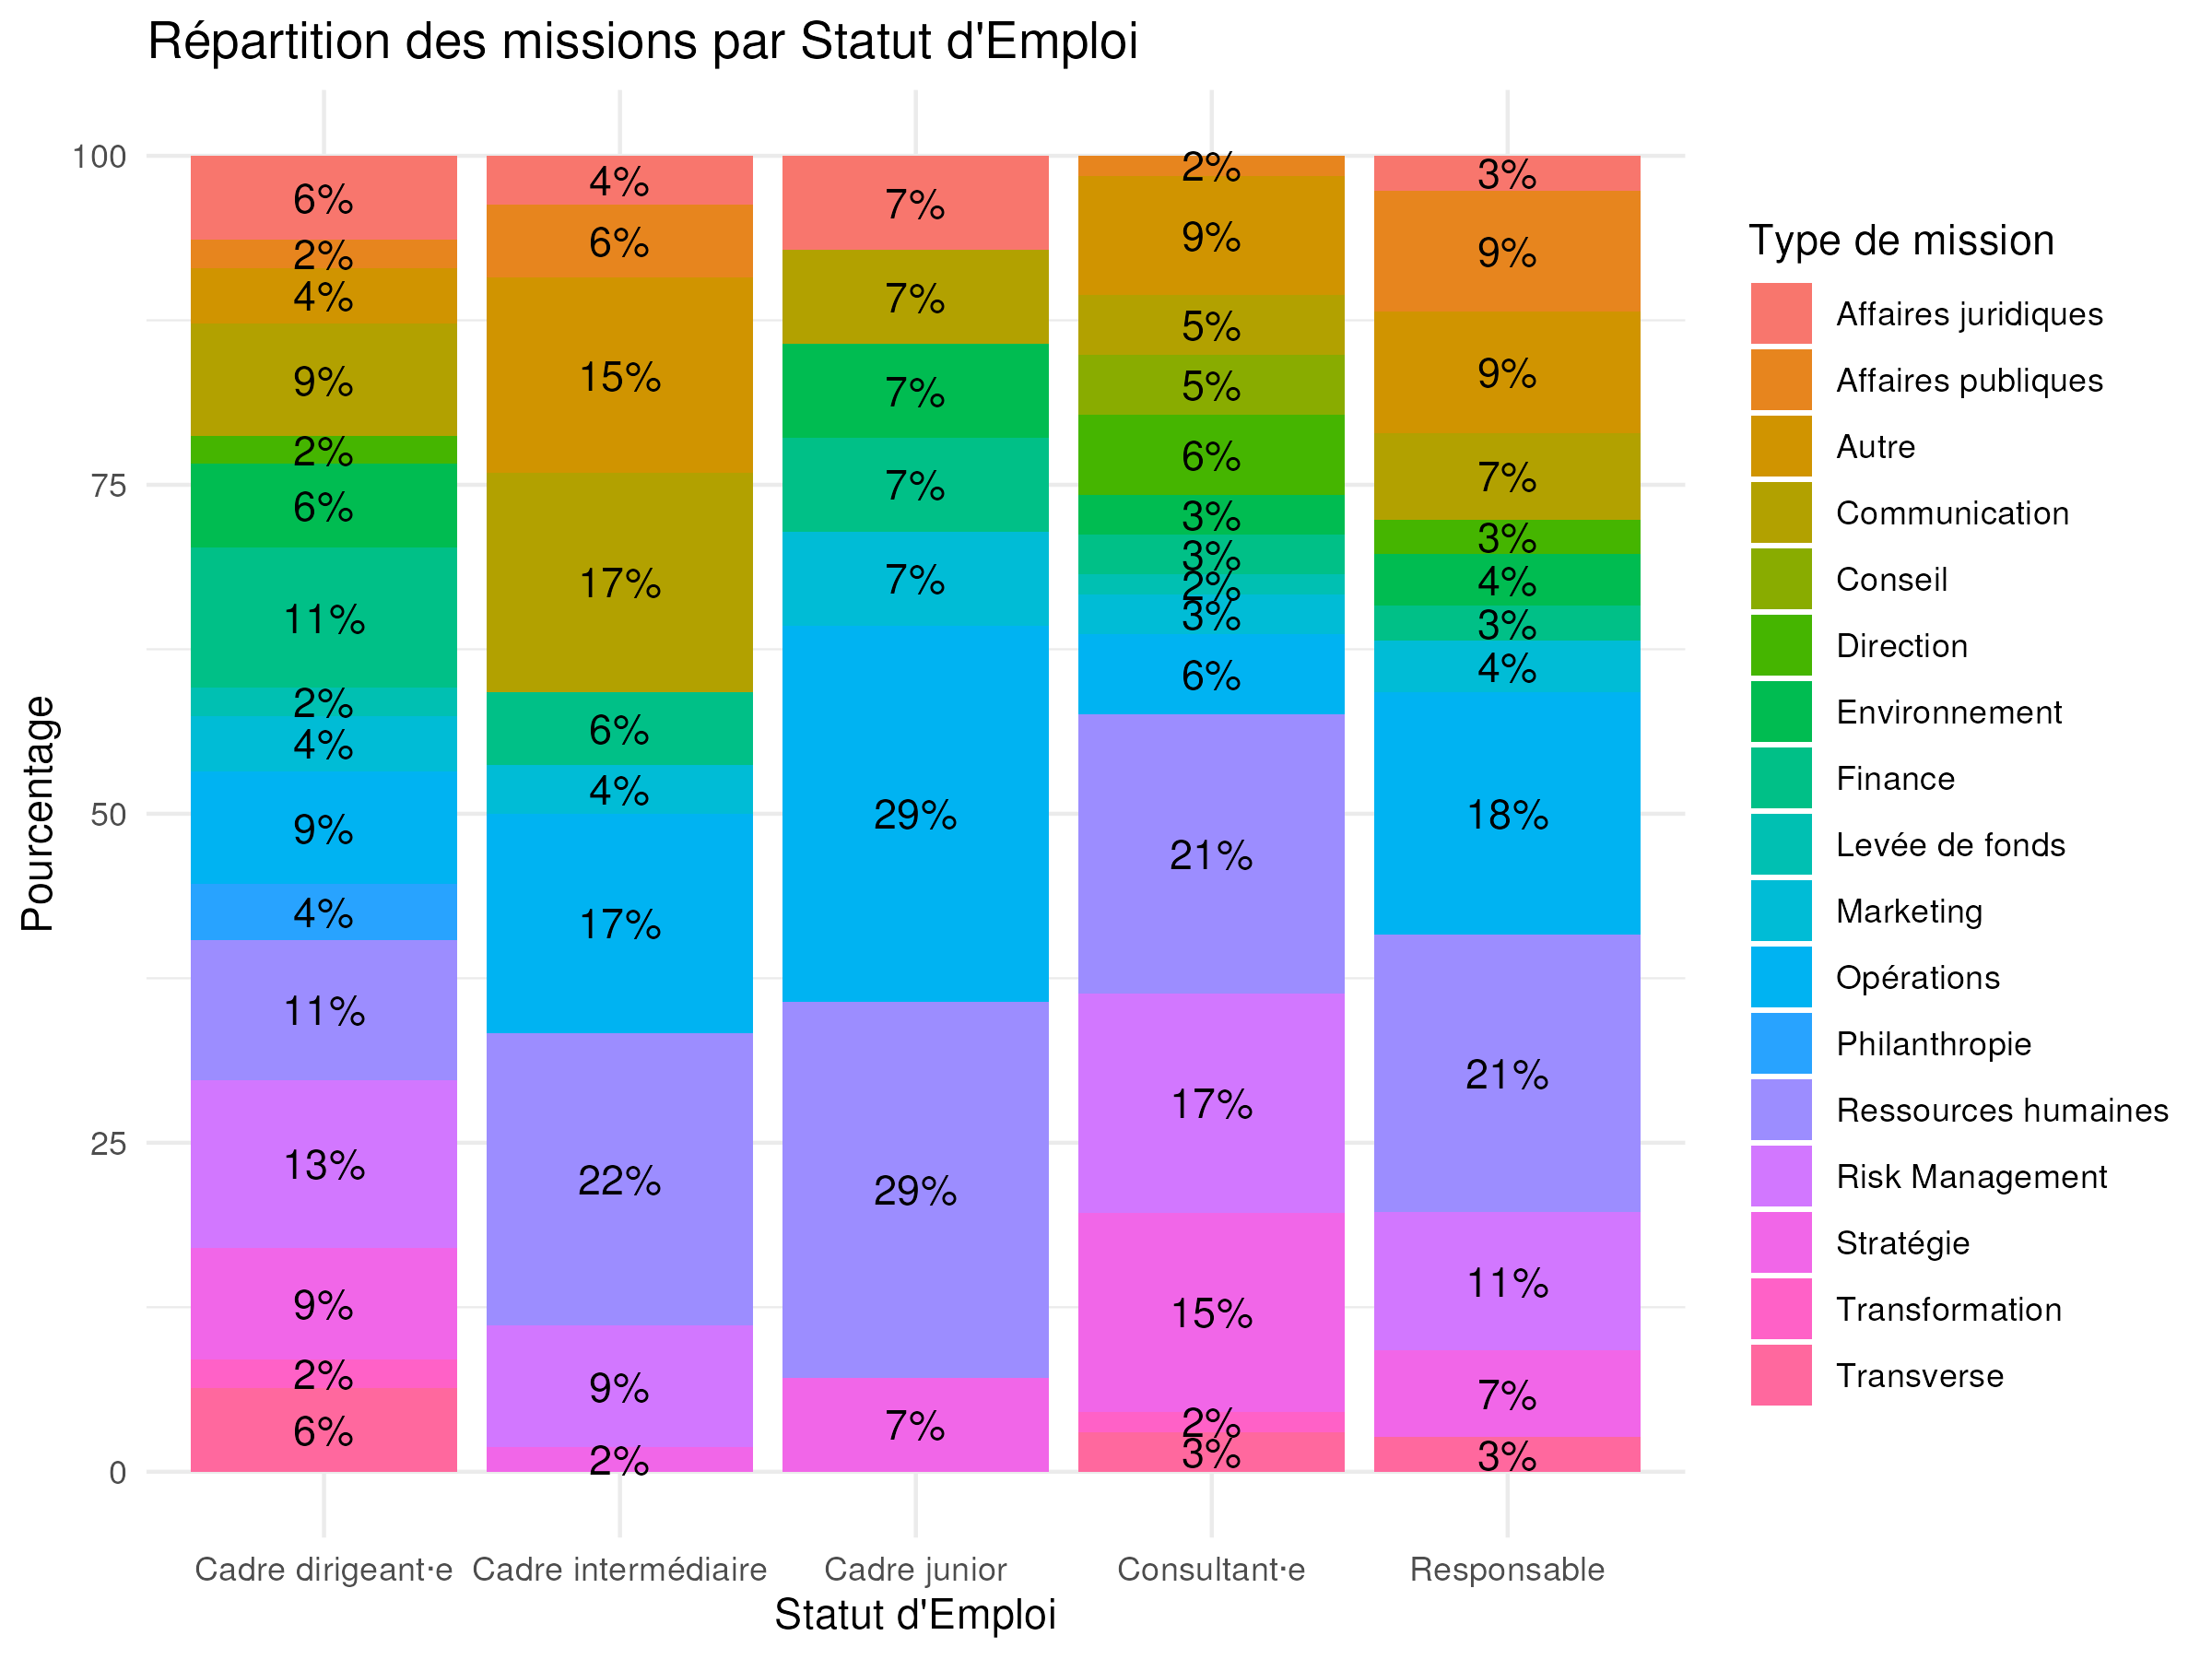 Répartition des missions par Statut d'Emploi
Pourcentage
100
75
50
25
0
6%
2%
4%
9%
2%
6%
11%
2%
4%
9%
4%
11%
13%
9%
2%
6%
4%
6%
15%
17%
6%
4%
17%
22%
9%
2%
7%
7%
7%
7%
7%
29%
29%
7%
2%
9%
5%
5%
6%
3%
3%
2%
3%
6%
21%
17%
15%
2%
3%
3%
9%
9%
7%
3%
4%
3%
4%
18%
21%
11%
7%
3%
Cadre dirigeant·e
Cadre intermédiaire
Cadre junior
Consultant·e
Responsable
Statut d'Emploi
Type de mission
Affaires juridiques
Affaires publiques
Autre
Communication
Conseil
Direction
Environnement
Finance
Levée de fonds
Marketing
Opérations
Philanthropie
Ressources humaines
Risk Management
Stratégie
Transformation
Transverse